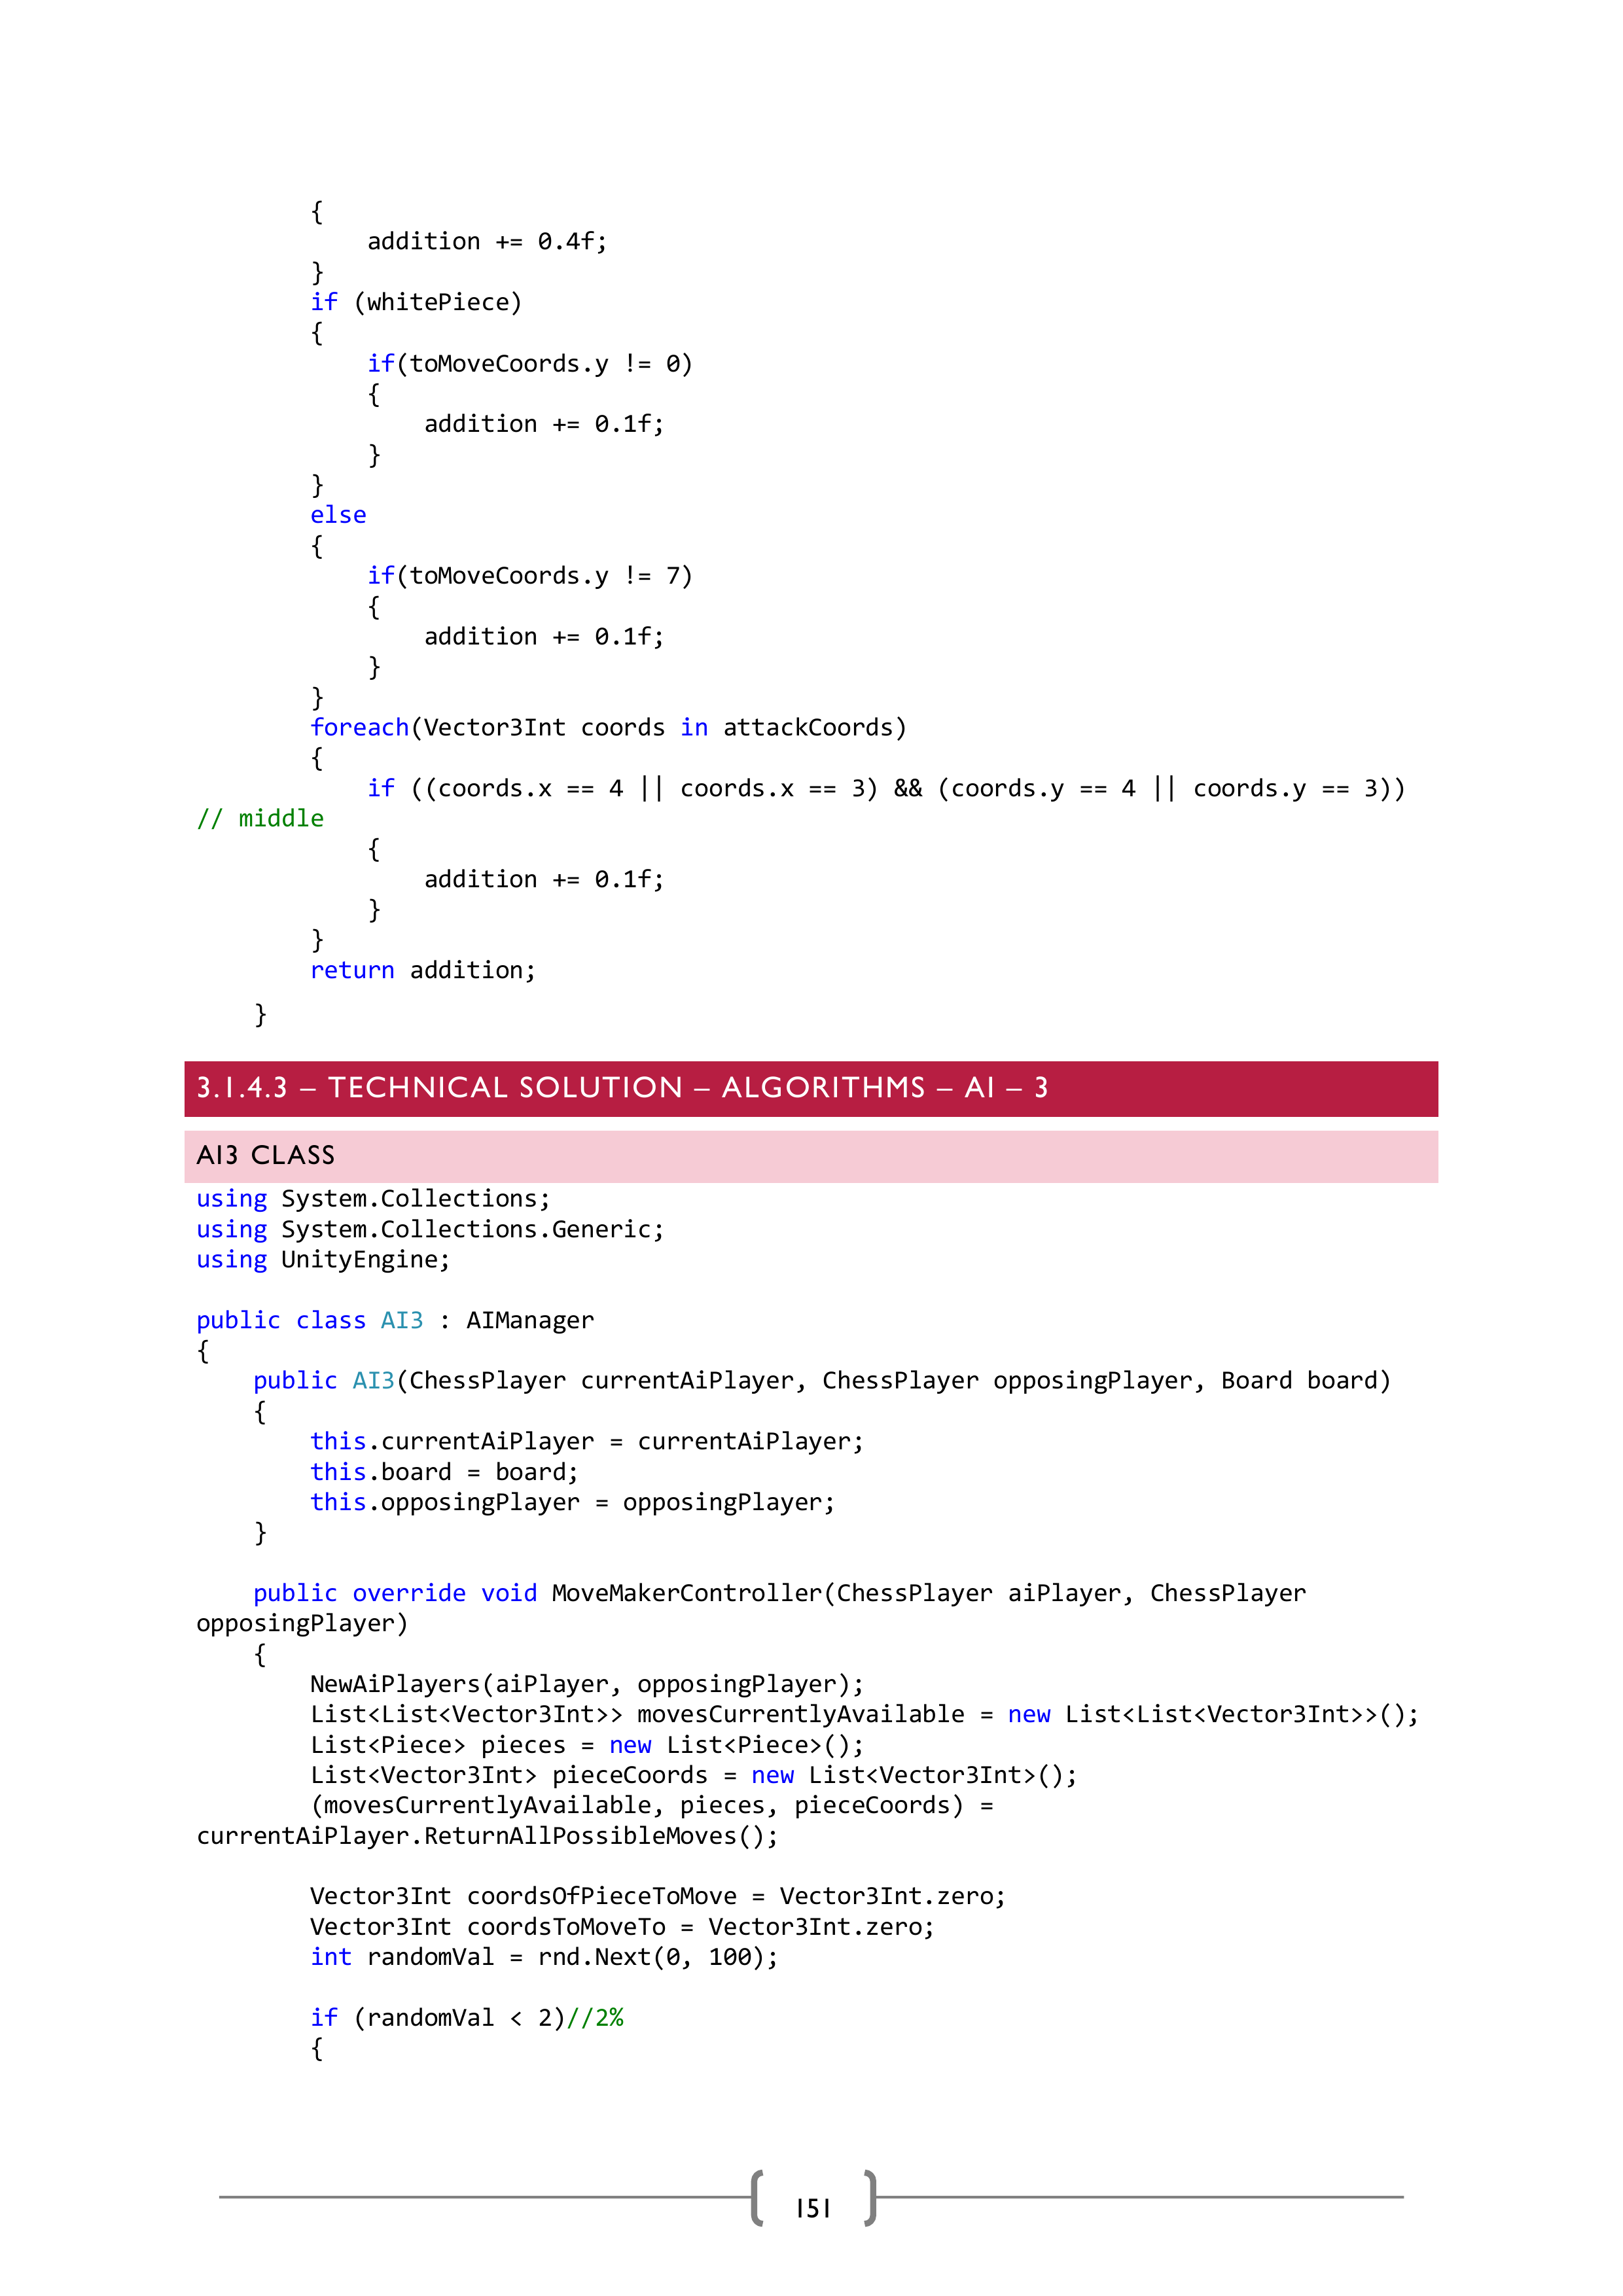 {
            addition += 0.4f;
        }
        if (whitePiece)
        {
            if(toMoveCoords.y != 0)
            {
                addition += 0.1f;
            }
        }
        else
        {
            if(toMoveCoords.y != 7)
            {
                addition += 0.1f;
            }
        }
        foreach(Vector3Int coords in attackCoords)
        {
            if ((coords.x == 4 || coords.x == 3) && (coords.y == 4 || coords.y == 3))
// middle
            {
                addition += 0.1f;
            }
        }
        return addition;
    }
3.1.4.3 – TECHNICAL SOLUTION – ALGORITHMS – AI – 3
AI3 CLASS
using System.Collections;
using System.Collections.Generic;
using UnityEngine;

public class AI3 : AIManager
{
    public AI3(ChessPlayer currentAiPlayer, ChessPlayer opposingPlayer, Board board)
    {
        this.currentAiPlayer = currentAiPlayer;
        this.board = board;
        this.opposingPlayer = opposingPlayer;
    }

    public override void MoveMakerController(ChessPlayer aiPlayer, ChessPlayer
opposingPlayer)
    {
        NewAiPlayers(aiPlayer, opposingPlayer);
        List<List<Vector3Int>> movesCurrentlyAvailable = new List<List<Vector3Int>>();
        List<Piece> pieces = new List<Piece>();
        List<Vector3Int> pieceCoords = new List<Vector3Int>();
        (movesCurrentlyAvailable, pieces, pieceCoords) =
currentAiPlayer.ReturnAllPossibleMoves();

        Vector3Int coordsOfPieceToMove = Vector3Int.zero;
        Vector3Int coordsToMoveTo = Vector3Int.zero;
        int randomVal = rnd.Next(0, 100);

        if (randomVal < 2)//2%
        {
151